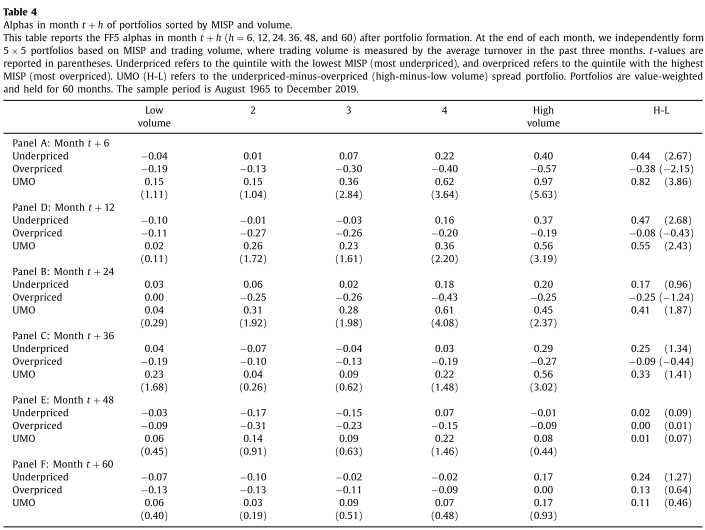 Table 4
Alphas in month t + h of portfolios sorted by MISP and volume.
This table reports the FF5 alphas in month t + h (h = 6, 12, 24, 36, 48, and 60) after portfolio formation. At the end of each month, we independently form
5 × 5 portfolios based on MISP and trading volume, where trading volume is measured by the average turnover in the past three months. t-values are
reported in parentheses. Underpriced refers to the quintile with the lowest MISP (most underpriced), and overpriced refers to the quintile with the highest
MISP (most overpriced). UMO (H-L) refers to the underpriced-minus-overpriced (high-minus-low volume) spread portfolio. Portfolios are value-weighted
and held for 60 months. The sample period is August 1965 to December 2019.
Low 2 3 4 High H-L
volume volume
Panel A: Month t + 6
Underpriced −0.04 0.01 0.07 0.22 0.40 0.44 (2.67)
Overpriced −0.19 −0.13 −0.30 −0.40 −0.57 −0.38 (−2.15)
UMO 0.15 0.15 0.36 0.62 0.97 0.82 (3.86)
(1.11) (1.04) (2.84) (3.64) (5.63)
Panel D: Month t + 12
Underpriced −0.10 −0.01 −0.03 0.16 0.37 0.47 (2.68)
Overpriced −0.11 −0.27 −0.26 −0.20 −0.19 −0.08 (−0.43)
UMO 0.02 0.26 0.23 0.36 0.56 0.55 (2.43)
(0.11) (1.72) (1.61) (2.20) (3.19)
Panel B: Month t + 24
Underpriced 0.03 0.06 0.02 0.18 0.20 0.17 (0.96)
Overpriced 0.00 −0.25 −0.26 −0.43 −0.25 −0.25 (−1.24)
UMO 0.04 0.31 0.28 0.61 0.45 0.41 (1.87)
(0.29) (1.92) (1.98) (4.08) (2.37)
Panel C: Month t + 36
Underpriced 0.04 −0.07 −0.04 0.03 0.29 0.25 (1.34)
Overpriced −0.19 −0.10 −0.13 −0.19 −0.27 −0.09 (−0.44)
UMO 0.23 0.04 0.09 0.22 0.56 0.33 (1.41)
(1.68) (0.26) (0.62) (1.48) (3.02)
Panel E: Month t + 48
Underpriced −0.03 −0.17 −0.15 0.07 −0.01 0.02 (0.09)
Overpriced −0.09 −0.31 −0.23 −0.15 −0.09 0.00 (0.01)
UMO 0.06 0.14 0.09 0.22 0.08 0.01 (0.07)
(0.45) (0.91) (0.63) (1.46) (0.44)
Panel F: Month t + 60
Underpriced −0.07 −0.10 −0.02 −0.02 0.17 0.24 (1.27)
Overpriced −0.13 −0.13 −0.11 −0.09 0.00 0.13 (0.64)
UMO 0.06 0.03 0.09 0.07 0.17 0.11 (0.46)
(0.40) (0.19) (0.51) (0.48) (0.93)